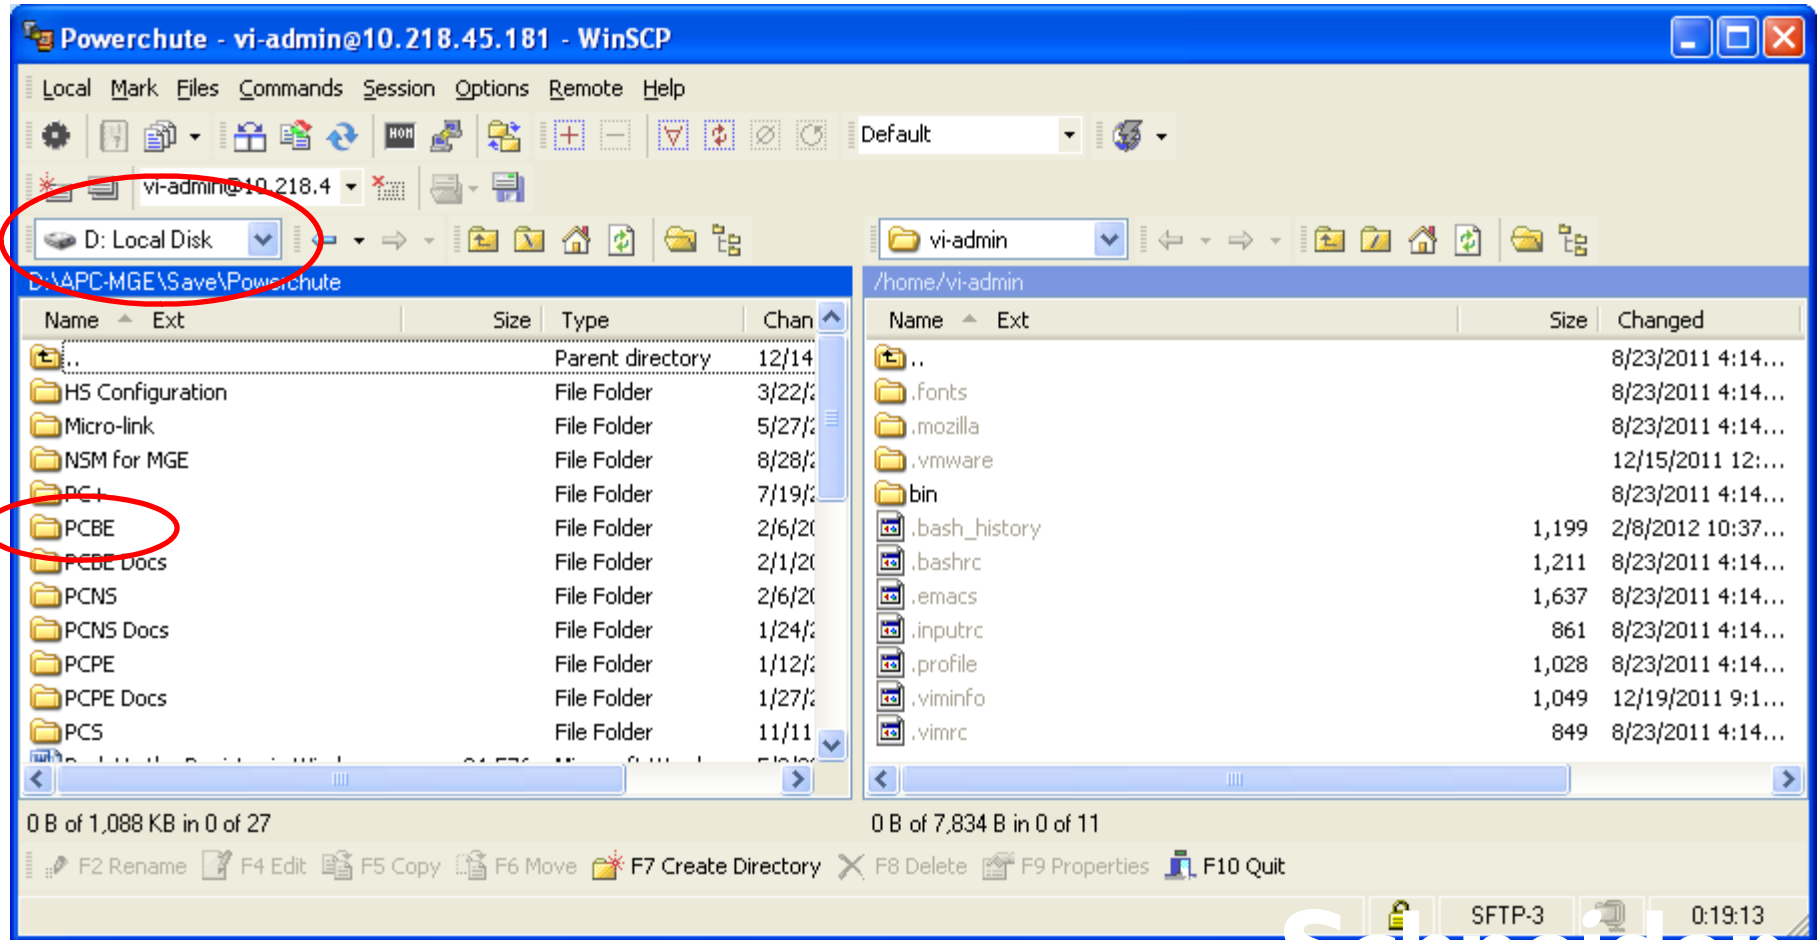 Powerchute - vi-admin@10.218.45.181 - WinSCP
Local Mark Files Commands Session Options Remote Help
Default
vi-admin@10.218.4
D: Local Disk
vi-admin
D:\APC-MGE\Save\Powerchute
/home/vi-admin
Name Ext Size Type Chan
Name Ext Size Changed
.. Parent directory 12/14
.. 8/23/2011 4:14...
HS Configuration File Folder 3/22/2
.fonts 8/23/2011 4:14...
Micro-link File Folder 5/27/2
.mozilla 8/23/2011 4:14...
NSM for MGE File Folder 8/28/2
.vmware 12/15/2011 12:...
PC+ File Folder 7/19/2
bin 8/23/2011 4:14...
PCBE File Folder 2/6/20
.bash_history 1,199 2/8/2012 10:37...
PCBE Docs File Folder 2/1/20
.bashrc 1,211 8/23/2011 4:14...
PCNS File Folder 2/6/20
.emacs 1,637 8/23/2011 4:14...
PCNS Docs File Folder 1/24/2
.inputrc 861 8/23/2011 4:14...
PCPE File Folder 1/12/2
.profile 1,028 8/23/2011 4:14...
PCPE Docs File Folder 1/27/2
.viminfo 1,049 12/19/2011 9:1...
PCS File Folder 11/11
.vimrc 849 8/23/2011 4:14...
0 B of 1,088 KB in 0 of 27
0 B of 7,834 B in 0 of 11
F2 Rename F4 Edit F5 Copy F6 Move F7 Create Directory F8 Delete F9 Properties F10 Quit
SFTP-3 0:19:13